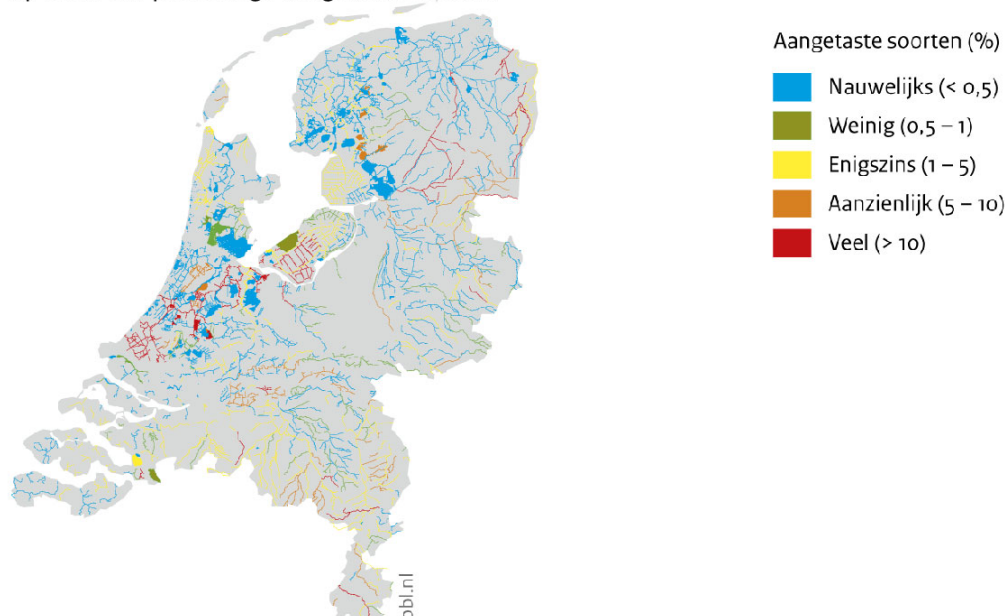 Aangetaste soorten (%)
Nauwelijks (< 0,5)
Weinig (0,5 – 1)
Enigszins (1 – 5)
Aanzienlijk (5 – 10)
Veel (> 10)
pbl.nl